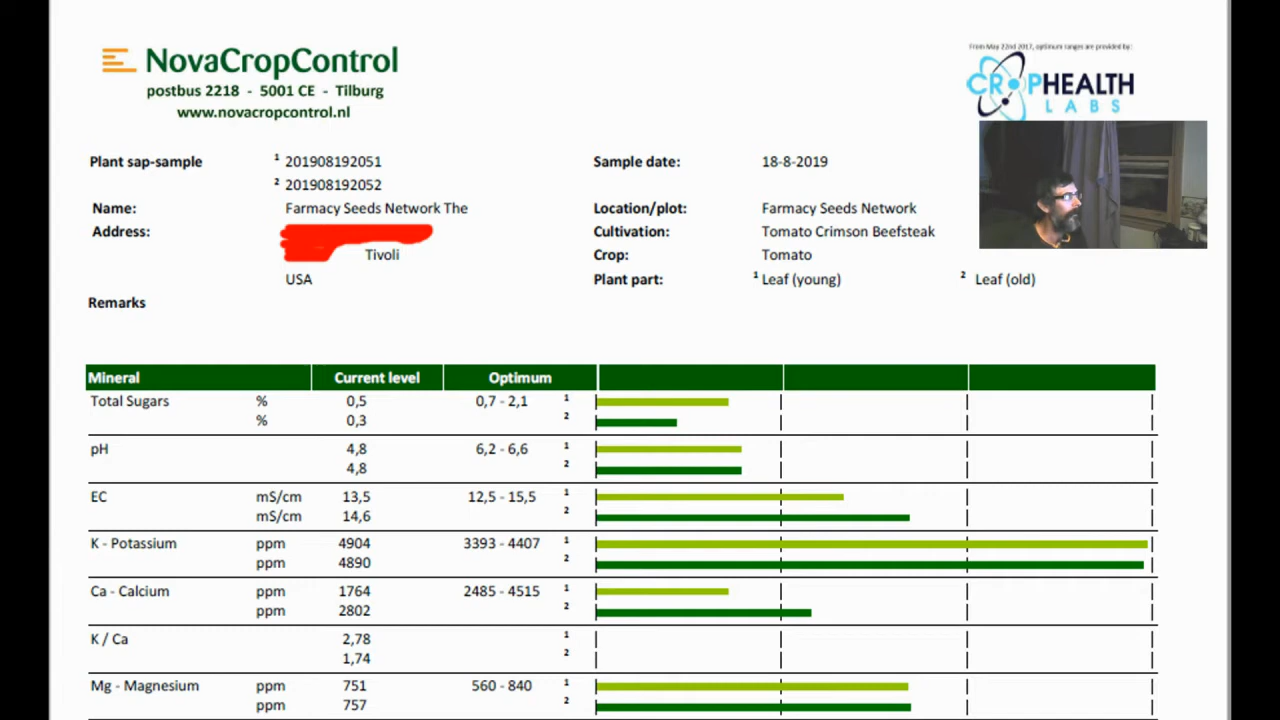 NovaCropControl
postbus 2218 - 5001 CE - Tilburg
www.novacropcontrol.nl
From May 22nd 2017, optimum ranges are provided by:
CROPHEALTH
LABS
Plant sap-sample 1 201908192051 Sample date: 18-8-2019
2 201908192052
Name: Farmacy Seeds Network The Location/plot: Farmacy Seeds Network
Address: Cultivation: Tomato Crimson Beefsteak
Tivoli Crop: Tomato
USA Plant part: 1 Leaf (young) 2 Leaf (old)
Remarks
Mineral Current level Optimum
Total Sugars % 0,5 0,7 - 2,1 1
% 0,3 2
pH 4,8 6,2 - 6,6 1
4,8 2
EC mS/cm 13,5 12,5 - 15,5 1
mS/cm 14,6 2
K - Potassium ppm 4904 3393 - 4407 1
ppm 4890 2
Ca - Calcium ppm 1764 2485 - 4515 1
ppm 2802 2
K / Ca 2,78 1
1,74 2
Mg - Magnesium ppm 751 560 - 840 1
ppm 757 2